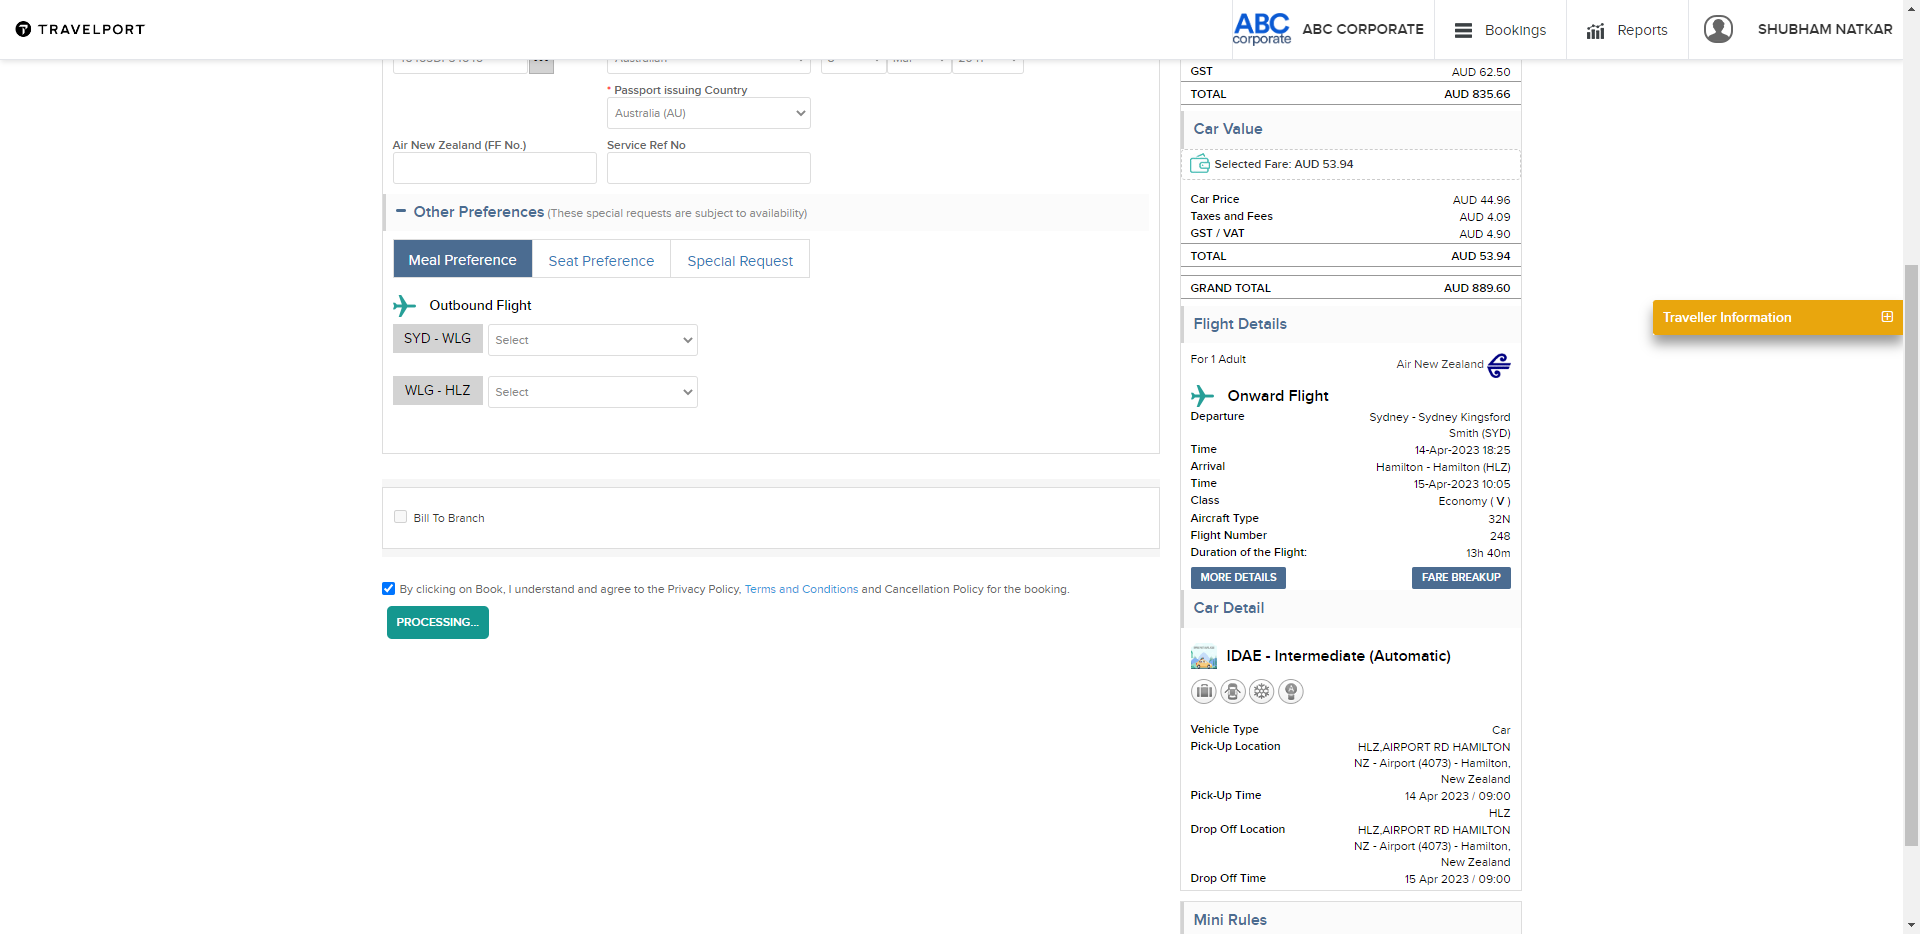 TRAVELPORT
ABC
corporate
ABC CORPORATE
Bookings
Reports
SHUBHAM NATKAR
* Passport issuing Country
Australia (AU)
Air New Zealand (FF No.)
Service Ref No
Other Preferences (These special requests are subject to availability)
Meal Preference
Seat Preference
Special Request
Outbound Flight
SYD - WLG
Select
WLG - HLZ
Select
Bill To Branch
By clicking on Book, I understand and agree to the Privacy Policy, Terms and Conditions and Cancellation Policy for the booking.
PROCESSING...
GST AUD 62.50
TOTAL AUD 835.66
Car Value
Selected Fare: AUD 53.94
Car Price AUD 44.96
Taxes and Fees AUD 4.09
GST / VAT AUD 4.90
TOTAL AUD 53.94
GRAND TOTAL AUD 889.60
Flight Details
For 1 Adult
Air New Zealand
Onward Flight
Departure Sydney - Sydney Kingsford
Smith (SYD)
Time 14-Apr-2023 18:25
Arrival Hamilton - Hamilton (HLZ)
Time 15-Apr-2023 10:05
Class Economy ( V )
Aircraft Type 32N
Flight Number 248
Duration of the Flight: 13h 40m
MORE DETAILS
FARE BREAKUP
Car Detail
IDAE - Intermediate (Automatic)
Vehicle Type Car
Pick-Up Location HLZ,AIRPORT RD HAMILTON
NZ - Airport (4073) - Hamilton,
New Zealand
Pick-Up Time 14 Apr 2023 / 09:00
HLZ
Drop Off Location HLZ,AIRPORT RD HAMILTON
NZ - Airport (4073) - Hamilton,
New Zealand
Drop Off Time 15 Apr 2023 / 09:00
Mini Rules
Traveller Information